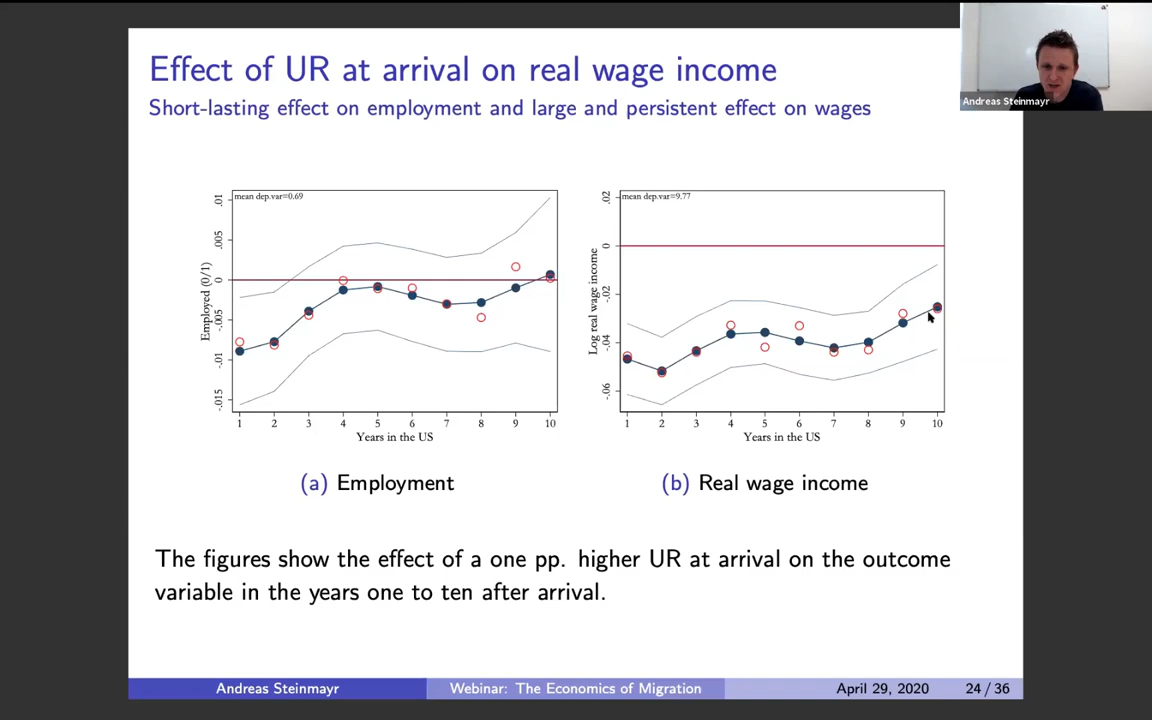 Effect of UR at arrival on real wage income
Short-lasting effect on employment and large and persistent effect on wages
Andreas Steinmayr
mean dep.var=0.69
.01
.005
0
-.005
-.01
-.015
Employed (0/1)
1 2 3 4 5 6 7 8 9 10
Years in the US
(a) Employment
mean dep.var=9.77
.02
0
-.02
-.04
-.06
Log real wage income
1 2 3 4 5 6 7 8 9 10
Years in the US
(b) Real wage income
The figures show the effect of a one pp. higher UR at arrival on the outcome
variable in the years one to ten after arrival.
Andreas Steinmayr Webinar: The Economics of Migration April 29, 2020 24 / 36